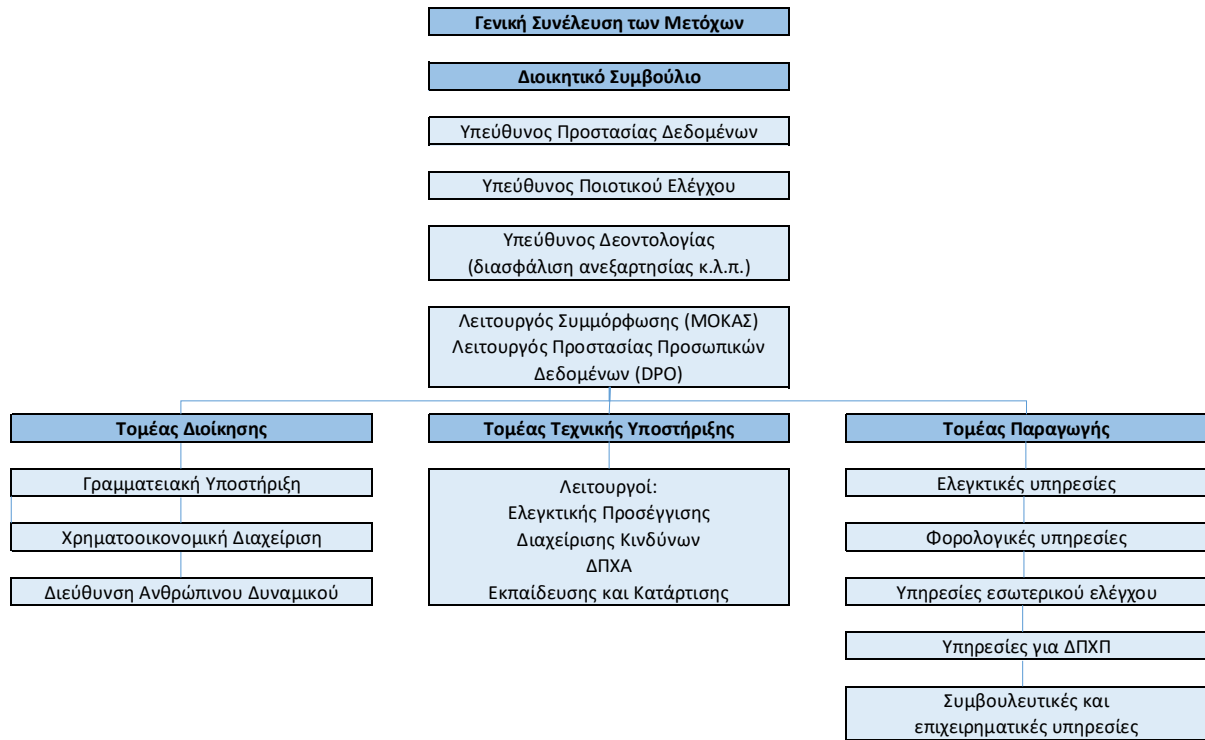 Γενική Συνέλευση των Μετόχων
Διοικητικό Συμβούλιο
Υπεύθυνος Προστασίας Δεδομένων
Υπεύθυνος Ποιοτικού Ελέγχου
Υπεύθυνος Δεοντολογίας
(διασφάλιση ανεξαρτησίας κ.λ.π.)
Λειτουργός Συμμόρφωσης (ΜΟΚΑΣ)
Λειτουργός Προστασίας Προσωπικών
Δεδομένων (DPO)
Τομέας Διοίκησης
Γραμματειακή Υποστήριξη
Χρηματοοικονομική Διαχείριση
Διεύθυνση Ανθρώπινου Δυναμικού
Τομέας Τεχνικής Υποστήριξης
Λειτουργοί:
Ελεγκτικής Προσέγγισης
Διαχείρισης Κινδύνων
ΔΠΧΑ
Εκπαίδευσης και Κατάρτισης
Τομέας Παραγωγής
Ελεγκτικές υπηρεσίες
Φορολογικές υπηρεσίες
Υπηρεσίες εσωτερικού ελέγχου
Υπηρεσίες για ΔΠΧΠ
Συμβουλευτικές και
επιχειρηματικές υπηρεσίες